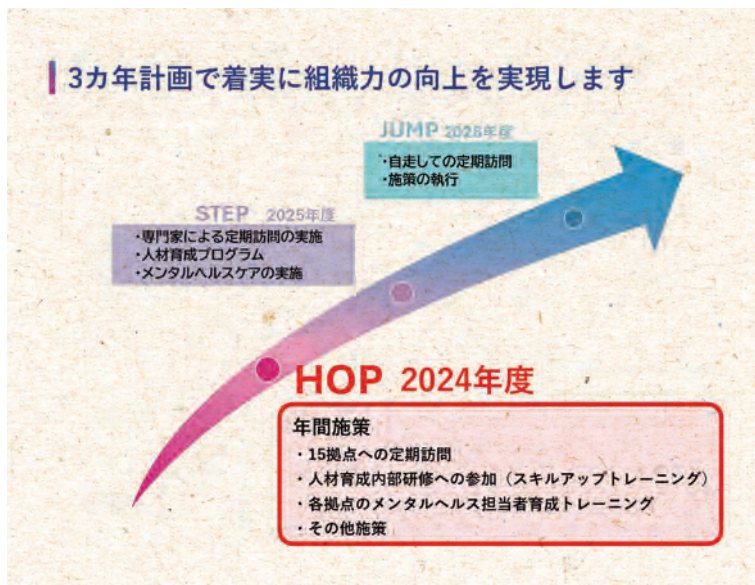 3カ年計画で着実に組織力の向上を実現します
JUMP 2026年度
・自走しての定期訪問
・施策の執行
STEP 2025年度
・専門家による定期訪問の実施
・人材育成プログラム
・メンタルヘルスケアの実施
HOP 2024年度
年間施策
・15拠点への定期訪問
・人材育成内部研修への参加（スキルアップトレーニング）
・各拠点のメンタルヘルス担当者育成トレーニング
・その他施策